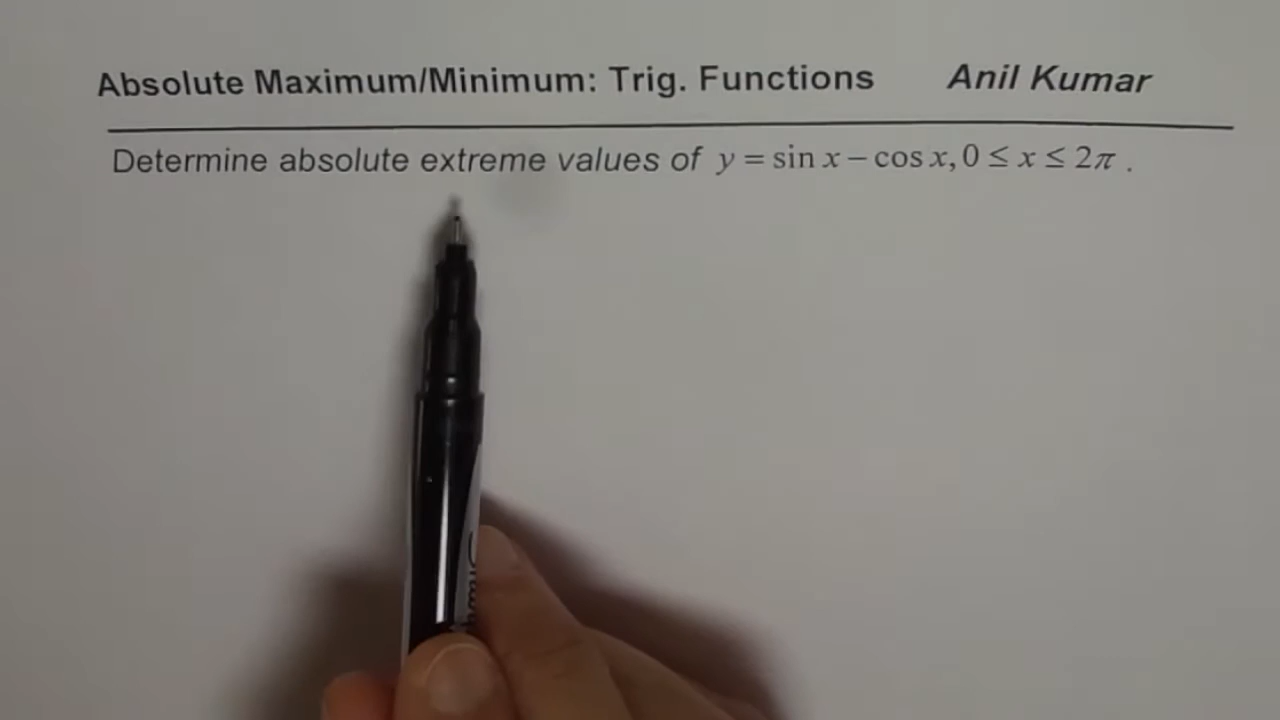 Absolute Maximum/Minimum: Trig. Functions Anil Kumar
Determine absolute extreme values of y = sin x − cos x, 0 ≤ x ≤ 2π .